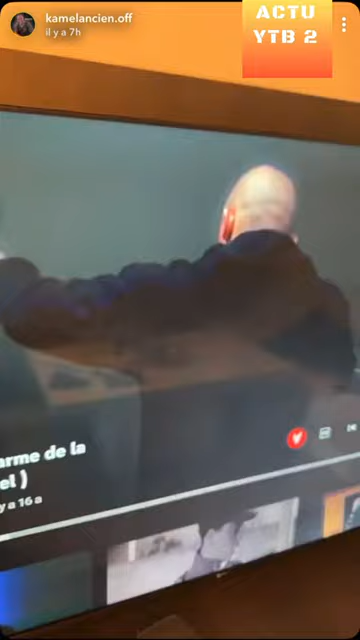 kamelancien.off
il y a 7h
ACTU
YTB 2
arme de la
el )
y a 16 a